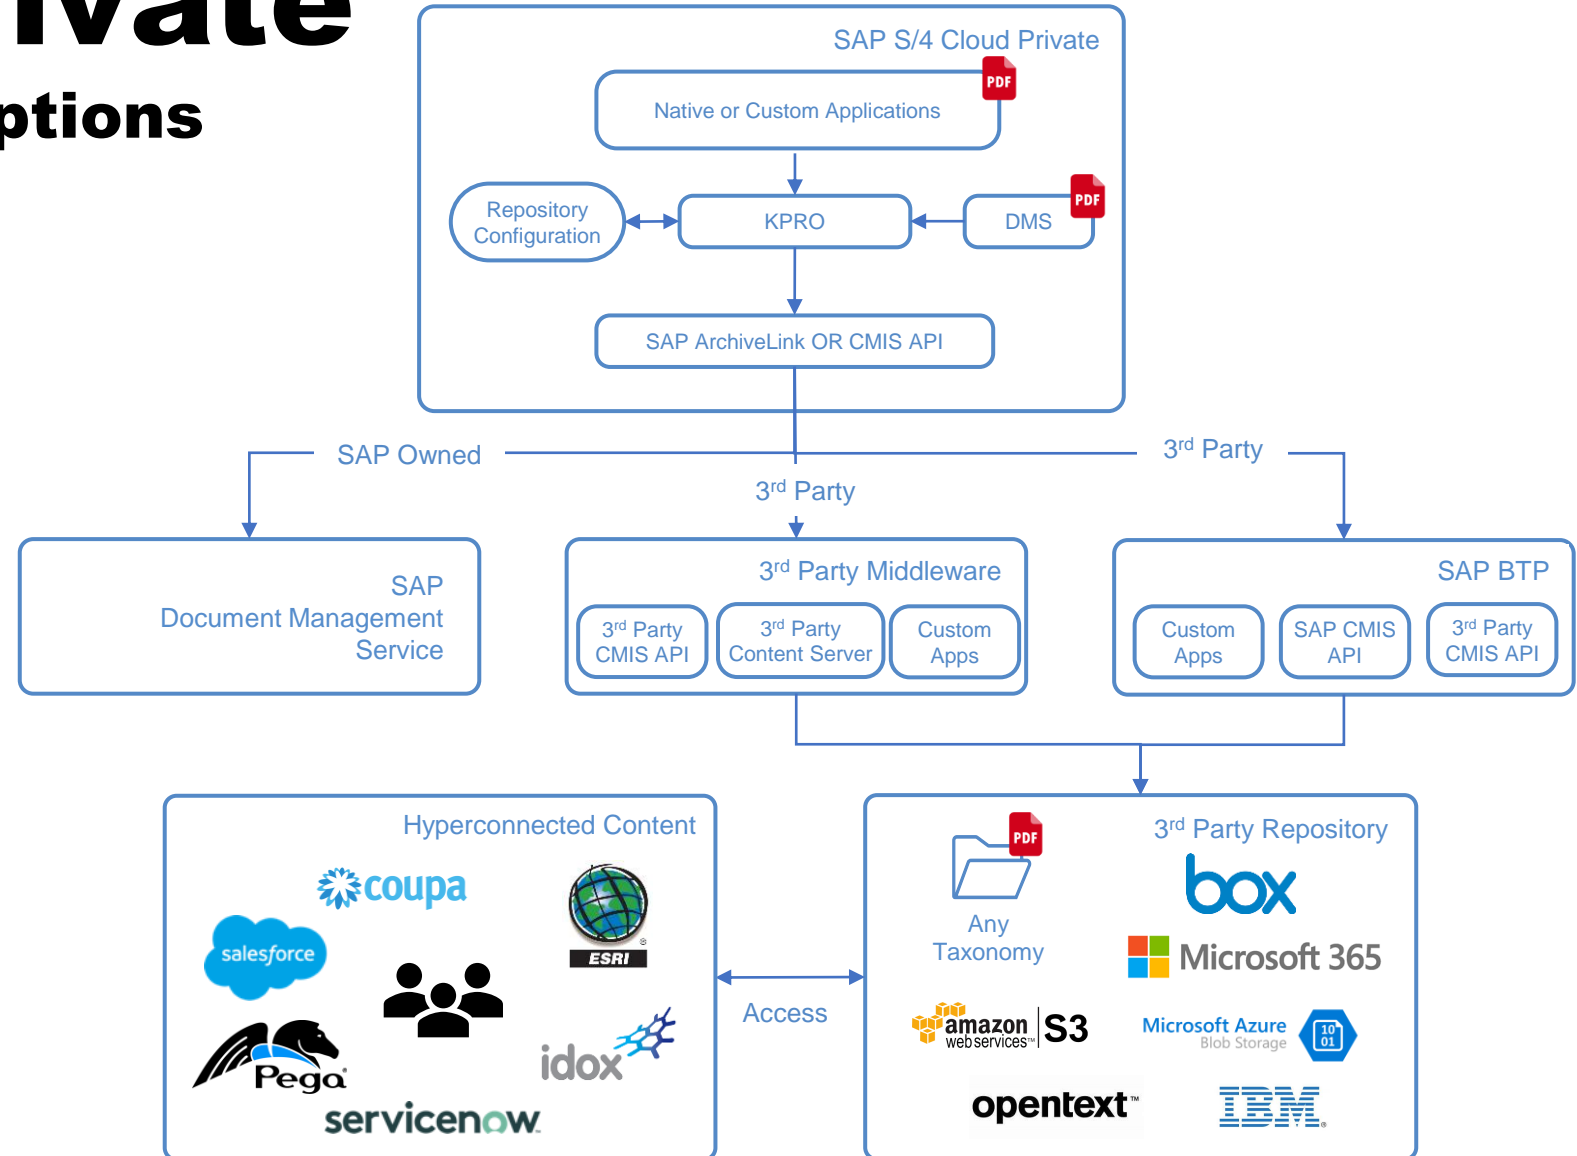 ivate
ptions
SAP S/4 Cloud Private
PDF
Native or Custom Applications
PDF
Repository
Configuration
KPRO
DMS
SAP ArchiveLink OR CMIS API
SAP Owned
3rd Party
3rd Party
SAP
Document Management
Service
3rd Party Middleware
3rd Party
CMIS API
3rd Party
Content Server
Custom
Apps
SAP BTP
Custom
Apps
SAP CMIS
API
3rd Party
CMIS API
Hyperconnected Content
coupa
ESRI
®
salesforce
Pega
idox
servicenow
Access
3rd Party Repository
PDF
Any
Taxonomy
box
Microsoft 365
amazon
web services™
S3
Microsoft Azure
Blob Storage
10
01
opentext™
IBM®